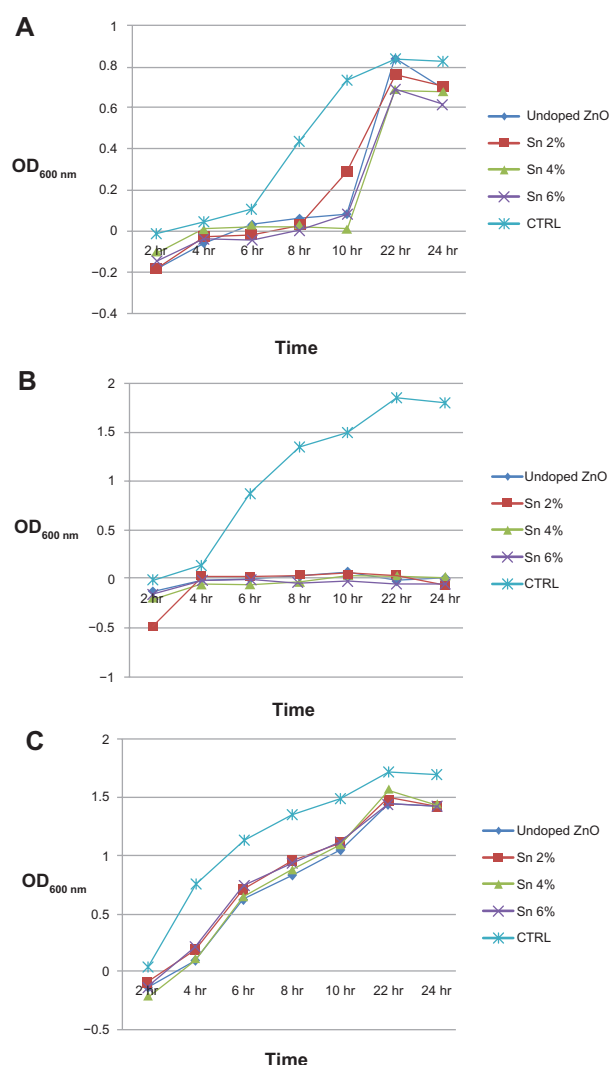 A
1
0.8
0.6
OD600 nm
0.4
0.2
0
−0.2
−0.4
2 hr 4 hr 6 hr 8 hr 10 hr 22 hr 24 hr
Time
Undoped ZnO
Sn 2%
Sn 4%
Sn 6%
CTRL
B
2
1.5
1
OD600 nm
0.5
0
−0.5
−1
2 hr 4 hr 6 hr 8 hr 10 hr 22 hr 24 hr
Time
Undoped ZnO
Sn 2%
Sn 4%
Sn 6%
CTRL
C
2
1.5
1
OD600 nm
0.5
0
−0.5
2 hr 4 hr 6 hr 8 hr 10 hr 22 hr 24 hr
Time
Undoped ZnO
Sn 2%
Sn 4%
Sn 6%
CTRL